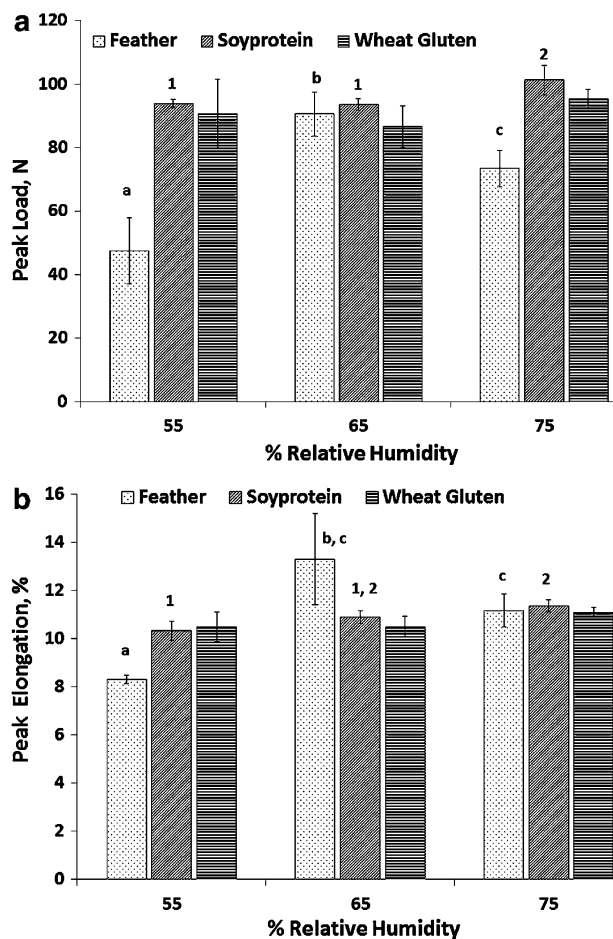 a
120
Feather Soyprotein Wheat Gluten
100
80
60
40
20
0
a 1 b 1 c 2
55 65 75
Peak Load, N
% Relative Humidity
b
16
Feather Soyprotein Wheat Gluten
14
12
10
8
6
4
2
0
a 1 b, c 1, 2 c 2
55 65 75
Peak Elongation, %
% Relative Humidity